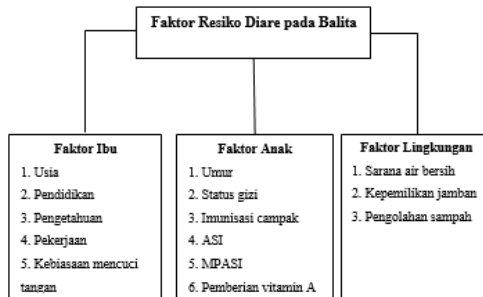 Faktor Resiko Diare pada Balita
Faktor Ibu
1. Usia
2. Pendidikan
3. Pengetahuan
4. Pekerjaan
5. Kebiasaan mencuci
tangan
Faktor Anak
1. Umur
2. Status gizi
3. Imunisasi campak
4. ASI
5. MPASI
6. Pemberian vitamin A
Faktor Lingkungan
1. Sarana air bersih
2. Kepemilikan jamban
3. Pengolahan sampah